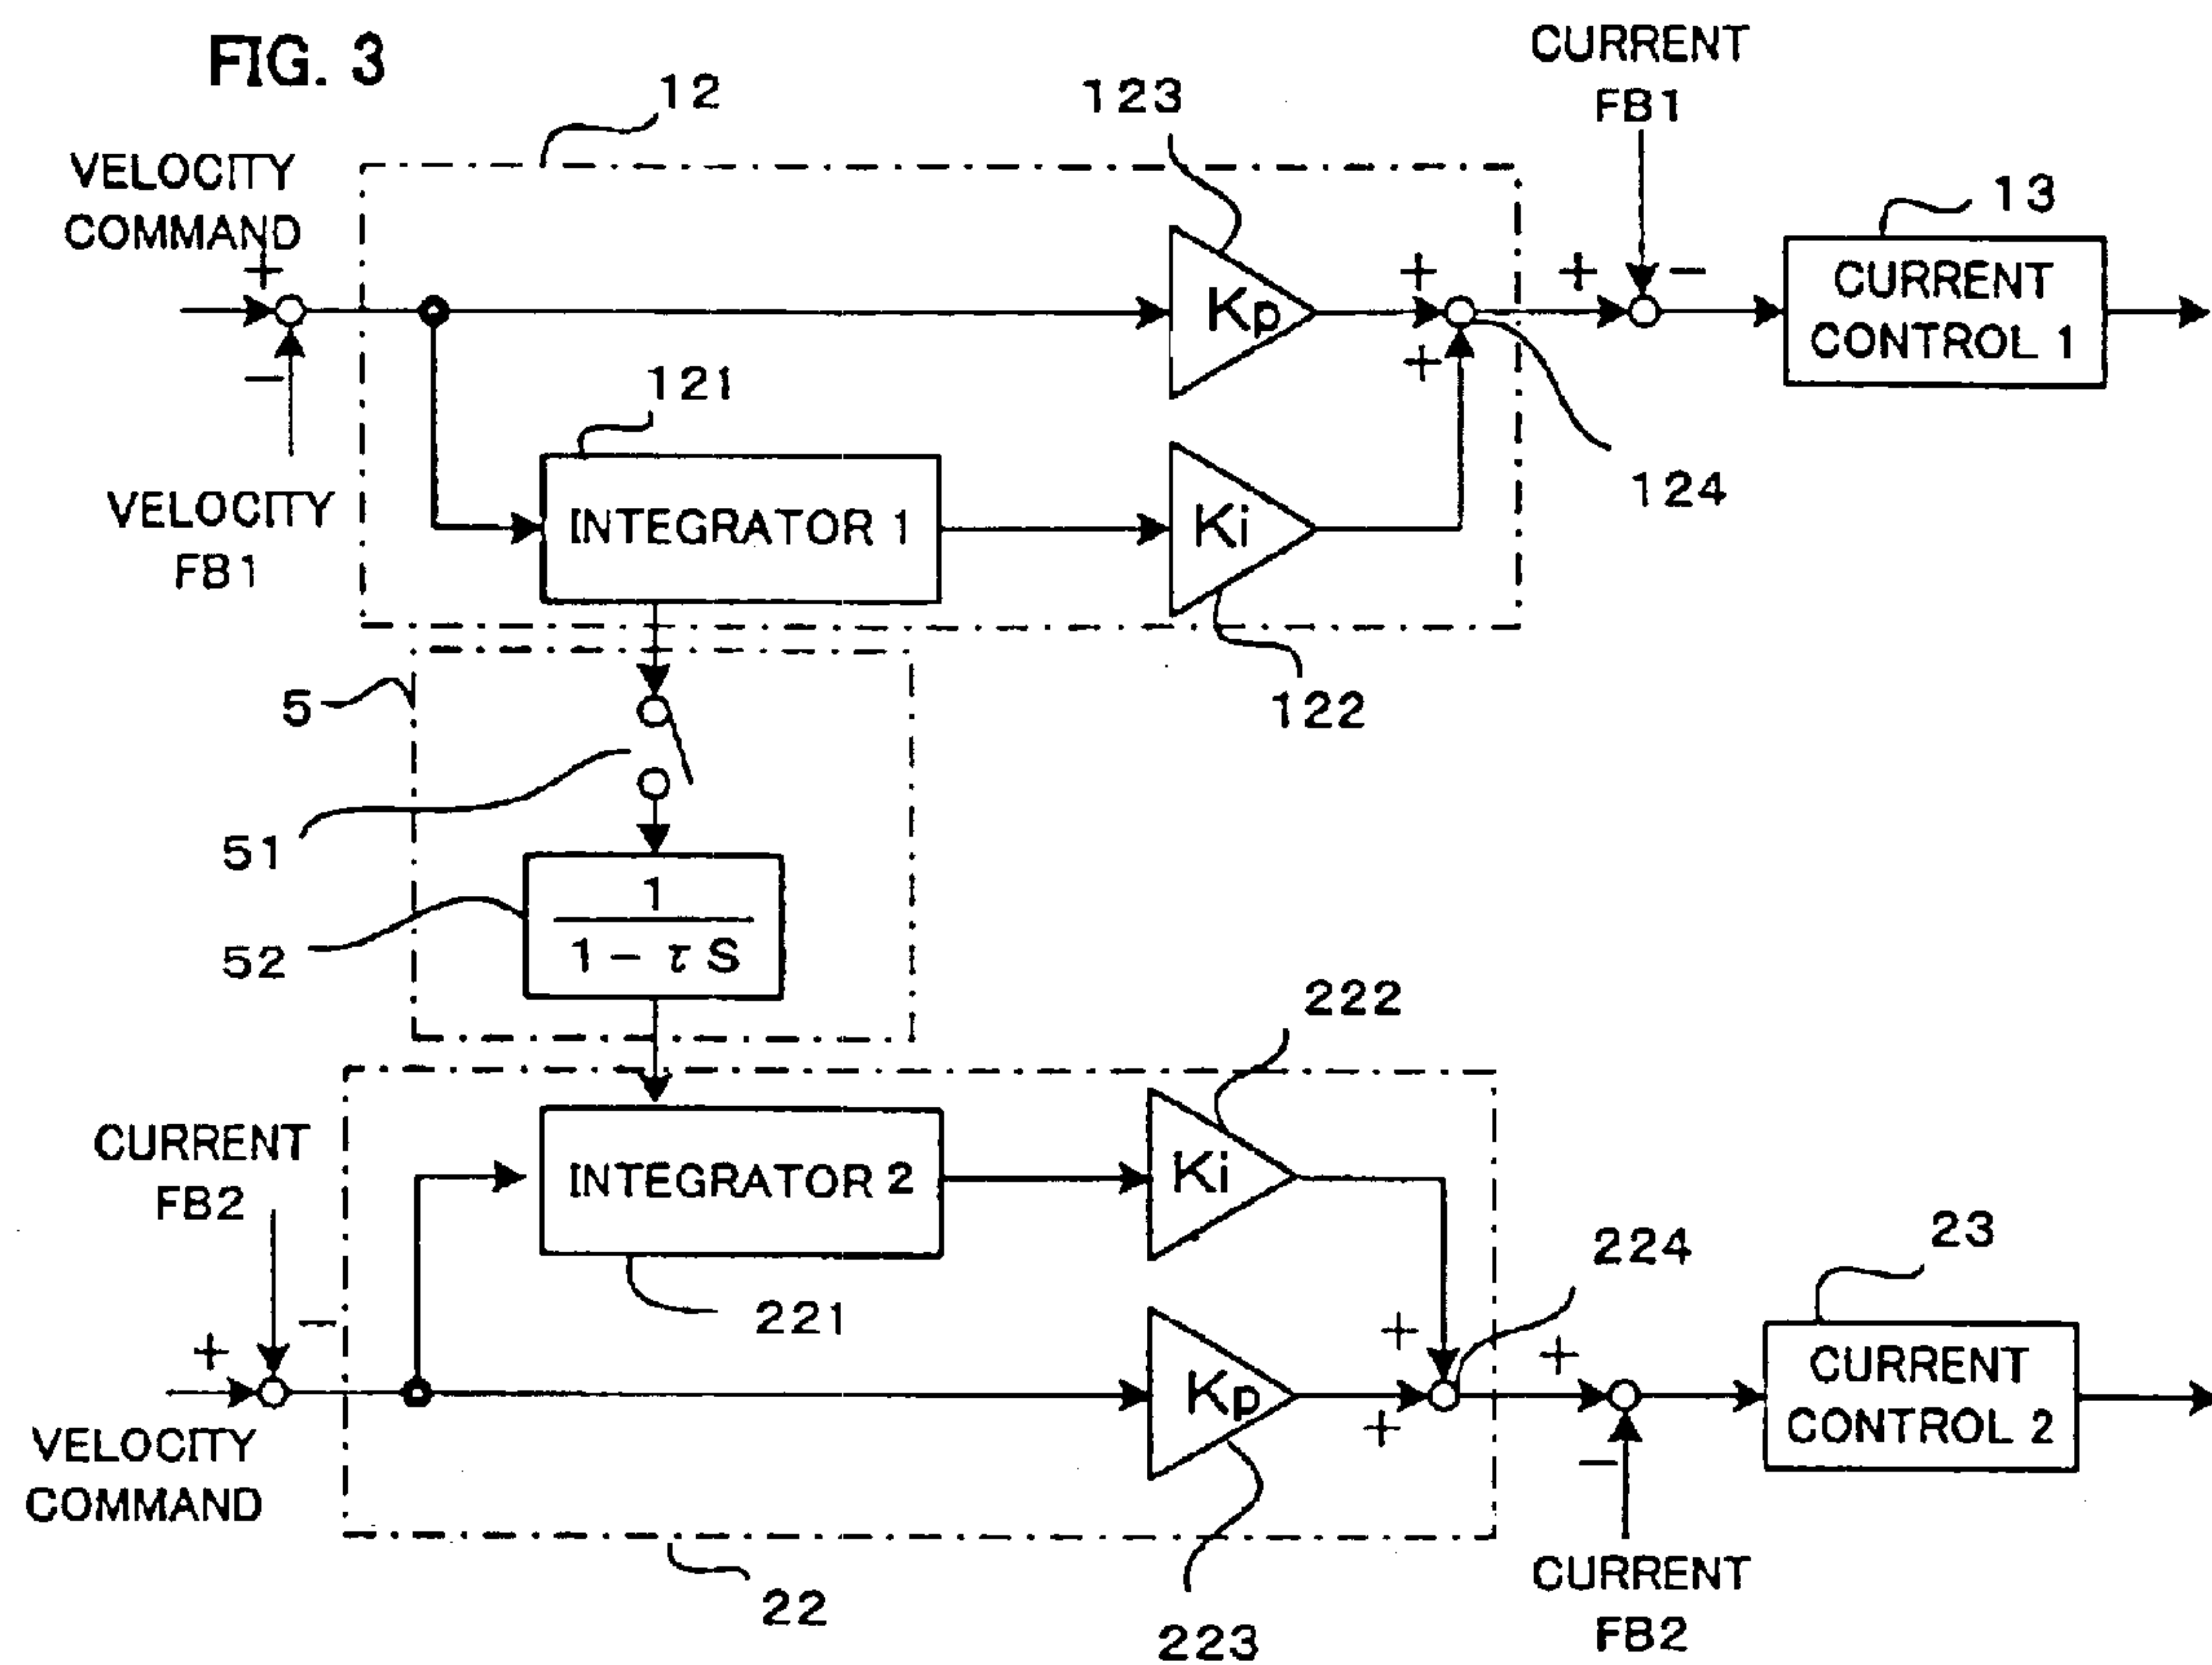 FIG. 3
12
123
CURRENT
FB1
VELOCITY
COMMAND
13
+
+
+
−
Kp
CURRENT
CONTROL 1
−
+
121
124
VELOCITY
FB1
INTEGRATOR 1
Ki
122
5
51
1
1 − τ S
52
222
CURRENT
FB2
INTEGRATOR 2
Ki
224
23
221
−
+
+
+
Kp
+
−
CURRENT
CONTROL 2
VELOCITY
COMMAND
22
223
CURRENT
FB2